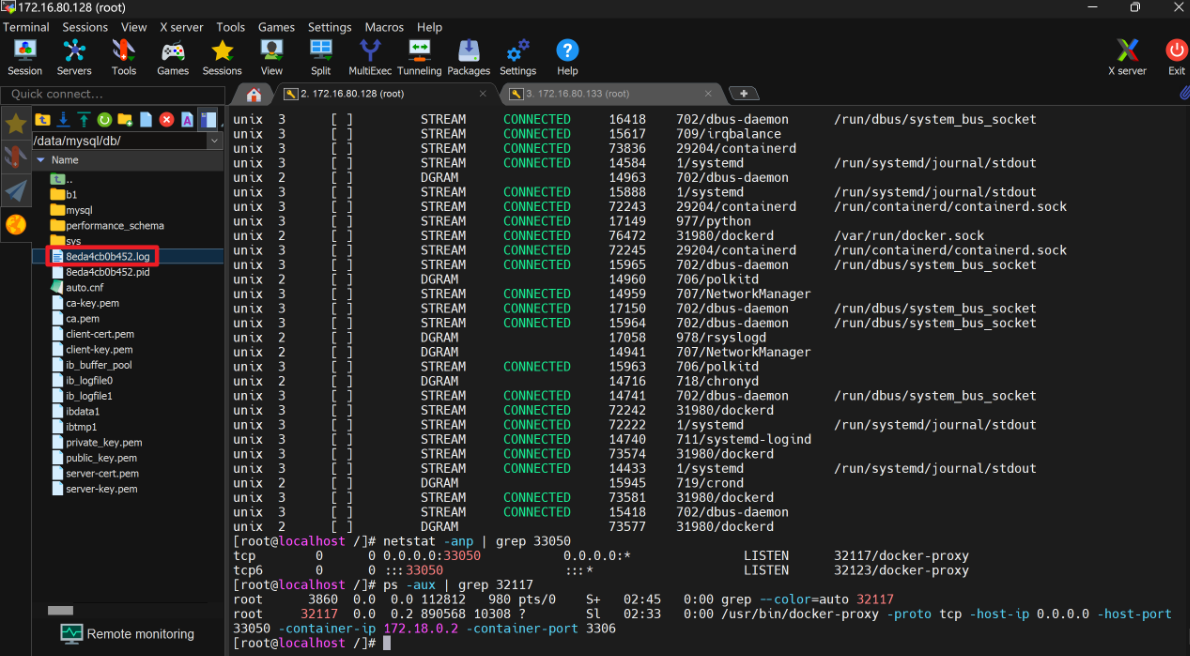 172.16.80.128 (root)
Terminal Sessions View X server Tools Games Settings Macros Help
Session Servers Tools Games Sessions View Split MultiExec Tunneling Packages Settings Help X server Exit
Quick connect...
2. 172.16.80.128 (root)
3. 172.16.80.133 (root)
/data/mysql/db/
Name
..
b1
mysql
performance_schema
sys
8eda4cb0b452.log
8eda4cb0b452.pid
auto.cnf
ca-key.pem
ca.pem
client-cert.pem
client-key.pem
ib_buffer_pool
ib_logfile0
ib_logfile1
ibdata1
ibtmp1
private_key.pem
public_key.pem
server-cert.pem
server-key.pem
Remote monitoring
unix 3 [ ] STREAM CONNECTED 16418 702/dbus-daemon /run/dbus/system_bus_socket
unix 3 [ ] STREAM CONNECTED 15617 709/irqbalance
unix 3 [ ] STREAM CONNECTED 73836 29204/containerd
unix 3 [ ] STREAM CONNECTED 14584 1/systemd /run/systemd/journal/stdout
unix 2 [ ] DGRAM 14963 702/dbus-daemon
unix 3 [ ] STREAM CONNECTED 15888 1/systemd /run/systemd/journal/stdout
unix 3 [ ] STREAM CONNECTED 72243 29204/containerd /run/containerd/containerd.sock
unix 3 [ ] STREAM CONNECTED 17149 977/python
unix 2 [ ] STREAM CONNECTED 76472 31980/dockerd /var/run/docker.sock
unix 3 [ ] STREAM CONNECTED 72245 29204/containerd /run/containerd/containerd.sock
unix 3 [ ] STREAM CONNECTED 15965 702/dbus-daemon /run/dbus/system_bus_socket
unix 2 [ ] DGRAM 14960 706/polkitd
unix 3 [ ] STREAM CONNECTED 14959 707/NetworkManager
unix 3 [ ] STREAM CONNECTED 17150 702/dbus-daemon /run/dbus/system_bus_socket
unix 3 [ ] STREAM CONNECTED 15964 702/dbus-daemon /run/dbus/system_bus_socket
unix 2 [ ] DGRAM 17058 978/rsyslogd
unix 2 [ ] DGRAM 14941 707/NetworkManager
unix 3 [ ] STREAM CONNECTED 15963 706/polkitd
unix 2 [ ] DGRAM 14716 718/chronyd
unix 3 [ ] STREAM CONNECTED 14741 702/dbus-daemon /run/dbus/system_bus_socket
unix 3 [ ] STREAM CONNECTED 72242 31980/dockerd
unix 3 [ ] STREAM CONNECTED 72222 1/systemd /run/systemd/journal/stdout
unix 3 [ ] STREAM CONNECTED 14740 711/systemd-logind
unix 3 [ ] STREAM CONNECTED 73574 31980/dockerd
unix 3 [ ] STREAM CONNECTED 14433 1/systemd /run/systemd/journal/stdout
unix 2 [ ] DGRAM 15945 719/crond
unix 3 [ ] STREAM CONNECTED 73581 31980/dockerd
unix 3 [ ] STREAM CONNECTED 15418 702/dbus-daemon
unix 2 [ ] DGRAM 73577 31980/dockerd
[root@localhost /]# netstat -anp | grep 33050
tcp 0 0 0.0.0.0:33050 0.0.0.0:* LISTEN 32117/docker-proxy
tcp6 0 0 :::33050 :::* LISTEN 32123/docker-proxy
[root@localhost /]# ps -aux | grep 32117
root 3860 0.0 0.0 112812 980 pts/0 S+ 02:45 0:00 grep --color=auto 32117
root 32117 0.0 0.2 890568 10308 ? Sl 02:33 0:00 /usr/bin/docker-proxy -proto tcp -host-ip 0.0.0.0 -host-port
33050 -container-ip 172.18.0.2 -container-port 3306
[root@localhost /]#